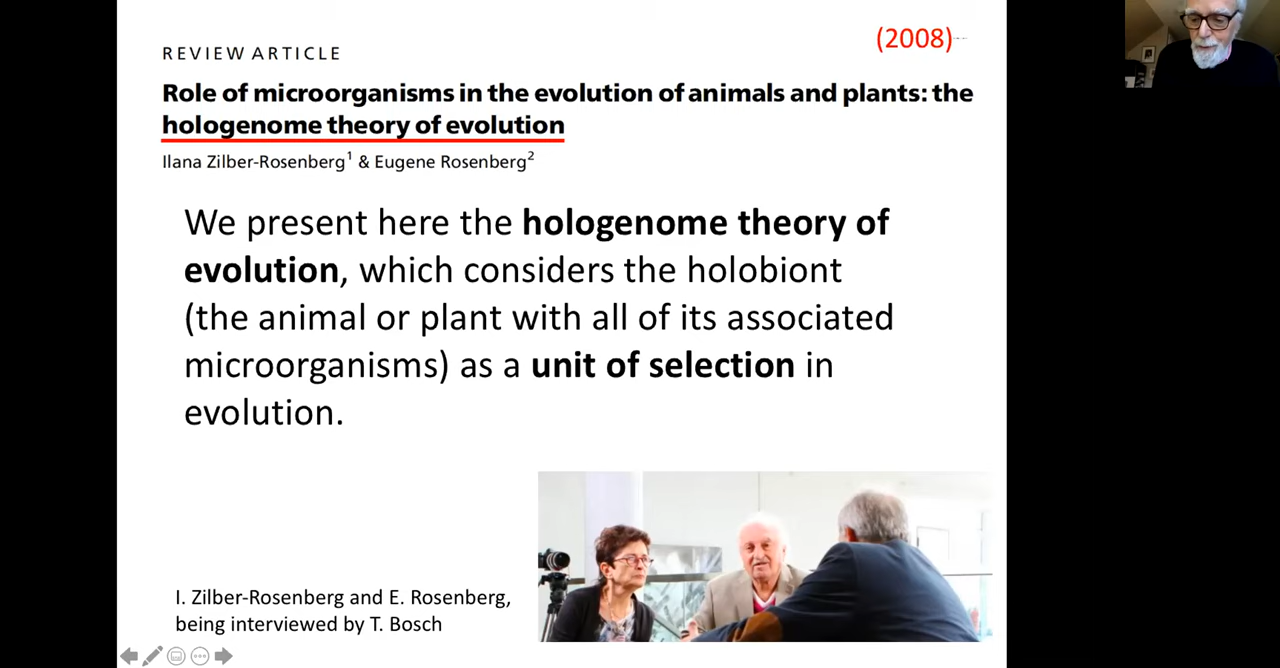 (2008)
REVIEW ARTICLE
Role of microorganisms in the evolution of animals and plants: the
hologenome theory of evolution
Ilana Zilber-Rosenberg¹ & Eugene Rosenberg²
We present here the hologenome theory of
evolution, which considers the holobiont
(the animal or plant with all of its associated
microorganisms) as a unit of selection in
evolution.
I. Zilber-Rosenberg and E. Rosenberg,
being interviewed by T. Bosch